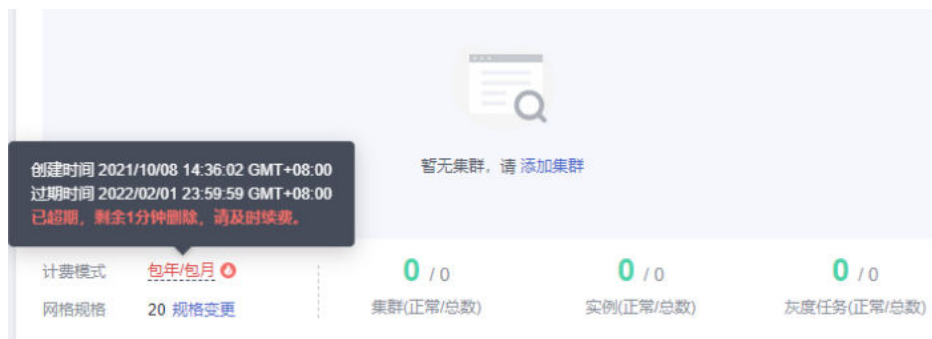 暂无集群，请 添加集群
创建时间 2021/10/08 14:36:02 GMT+08:00
过期时间 2022/02/01 23:59:59 GMT+08:00
已超期，剩余1分钟删除，请及时续费。
计费模式 包年/包月
网格规格 20 规格变更
0 / 0
集群(正常/总数)
0 / 0
实例(正常/总数)
0 / 0
灰度任务(正常/总数)